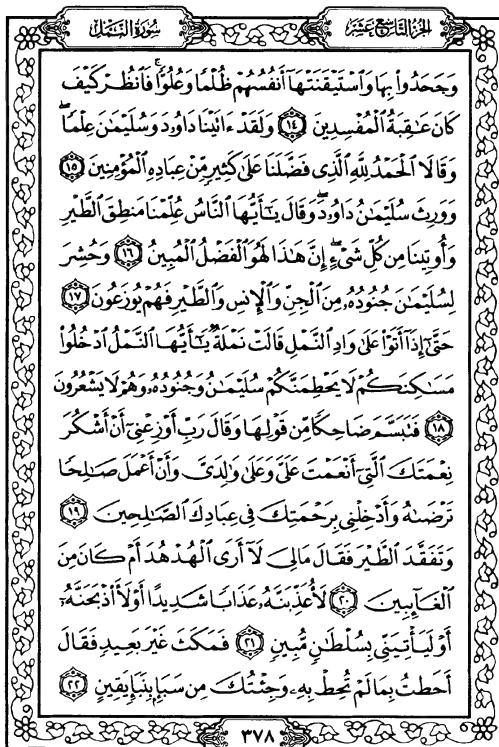 الجزء التاسع عشر
سورة النمل
وَجَحَدُوا۟ بِهَا وَٱسْتَيْقَنَتْهَآ أَنفُسُهُمْ ظُلْمًا وَعُلُوًّا ۚ فَٱنظُرْ كَيْفَ
كَانَ عَـٰقِبَةُ ٱلْمُفْسِدِينَ ١٤ وَلَقَدْ ءَاتَيْنَا دَاوُۥدَ وَسُلَيْمَـٰنَ عِلْمًا ۖ
وَقَالَا ٱلْحَمْدُ لِلَّهِ ٱلَّذِى فَضَّلَنَا عَلَىٰ كَثِيرٍ مِّنْ عِبَادِهِ ٱلْمُؤْمِنِينَ ١٥
وَوَرِثَ سُلَيْمَـٰنُ دَاوُۥدَ ۖ وَقَالَ يَـٰٓأَيُّهَا ٱلنَّاسُ عُلِّمْنَا مَنطِقَ ٱلطَّيْرِ
وَأُوتِينَا مِن كُلِّ شَىْءٍ ۖ إِنَّ هَـٰذَا لَهُوَ ٱلْفَضْلُ ٱلْمُبِينُ ١٦ وَحُشِرَ
لِسُلَيْمَـٰنَ جُنُودُهُۥ مِنَ ٱلْجِنِّ وَٱلْإِنسِ وَٱلطَّيْرِ فَهُمْ يُوزَعُونَ ١٧
حَتَّىٰٓ إِذَآ أَتَوْا۟ عَلَىٰ وَادِ ٱلنَّمْلِ قَالَتْ نَمْلَةٌ يَـٰٓأَيُّهَا ٱلنَّمْلُ ٱدْخُلُوا۟
مَسَـٰكِنَكُمْ لَا يَحْطِمَنَّكُمْ سُلَيْمَـٰنُ وَجُنُودُهُۥ وَهُمْ لَا يَشْعُرُونَ
١٨ فَتَبَسَّمَ ضَاحِكًا مِّن قَوْلِهَا وَقَالَ رَبِّ أَوْزِعْنِىٓ أَنْ أَشْكُرَ
نِعْمَتَكَ ٱلَّتِىٓ أَنْعَمْتَ عَلَىَّ وَعَلَىٰ وَٰلِدَىَّ وَأَنْ أَعْمَلَ صَـٰلِحًا
تَرْضَىٰهُ وَأَدْخِلْنِى بِرَحْمَتِكَ فِى عِبَادِكَ ٱلصَّـٰلِحِينَ ١٩
وَتَفَقَّدَ ٱلطَّيْرَ فَقَالَ مَالِىَ لَآ أَرَى ٱلْهُدْهُدَ أَمْ كَانَ مِنَ
ٱلْغَآئِبِينَ ٢٠ لَأُعَذِّبَنَّهُۥ عَذَابًا شَدِيدًا أَوْ لَأَا۟ذْبَحَنَّهُۥٓ
أَوْ لَيَأْتِيَنِّى بِسُلْطَـٰنٍ مُّبِينٍ ٢١ فَمَكَثَ غَيْرَ بَعِيدٍ فَقَالَ
أَحَطتُ بِمَا لَمْ تُحِطْ بِهِۦ وَجِئْتُكَ مِن سَبَإٍۭ بِنَبَإٍ يَقِينٍ ٢٢
٣٧٨